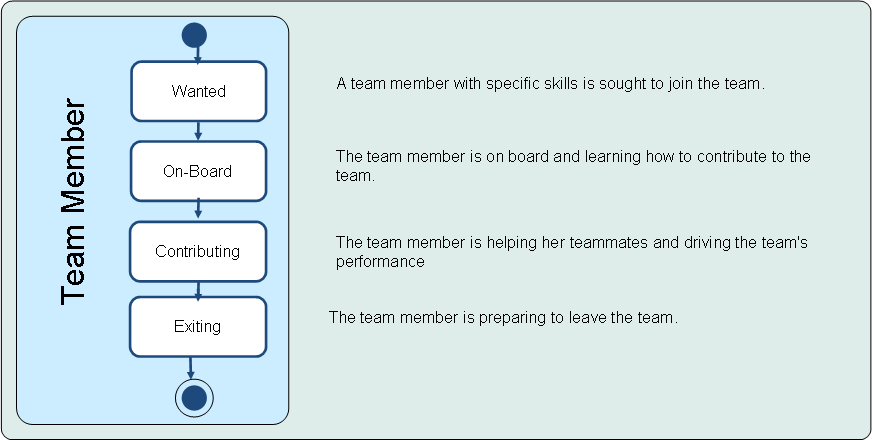 Team Member
Wanted
A team member with specific skills is sought to join the team.
On-Board
The team member is on board and learning how to contribute to the
team.
Contributing
The team member is helping her teammates and driving the team's
performance
Exiting
The team member is preparing to leave the team.